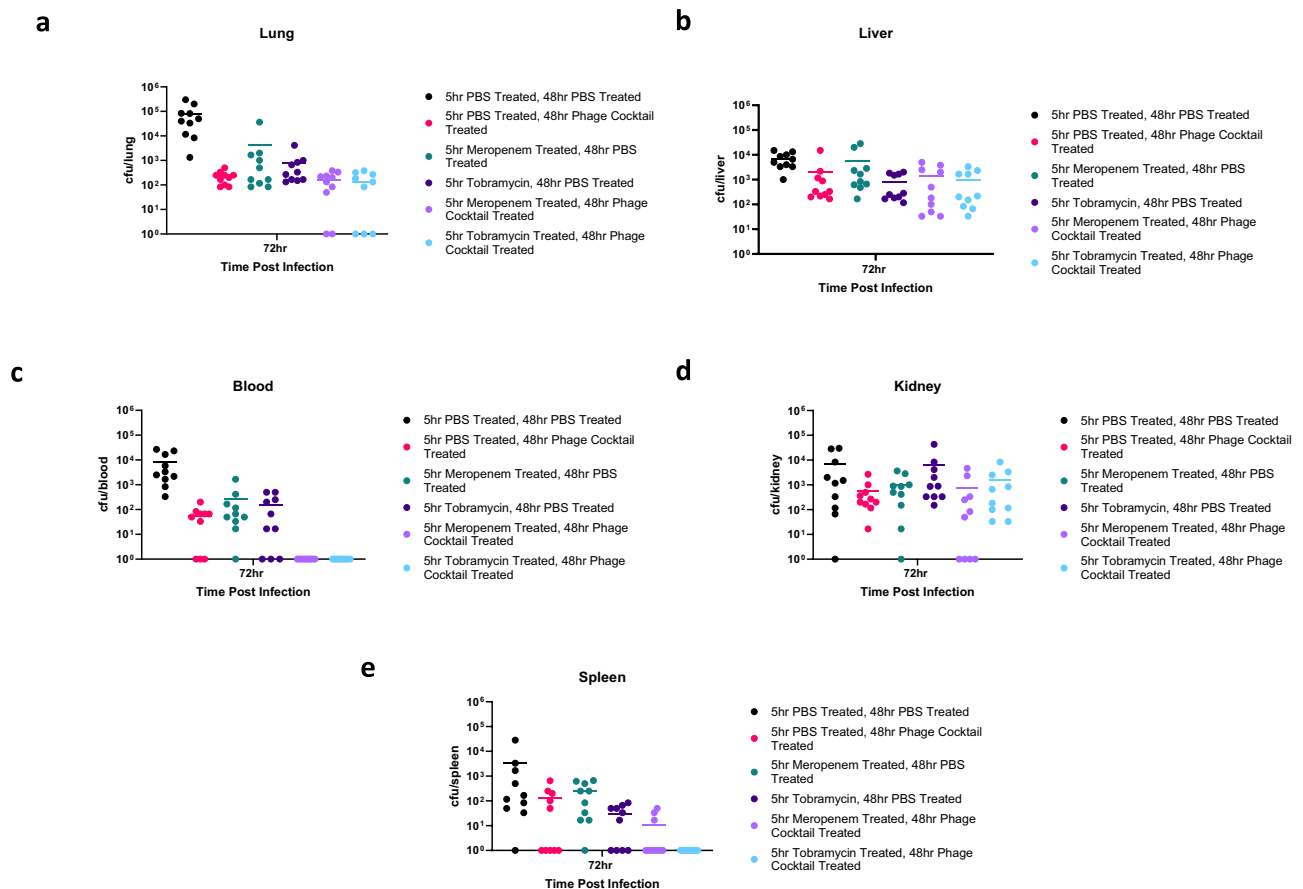 a
Lung
10⁶
10⁵
10⁴
10³
10²
10¹
10⁰
cfu/lung
72hr
Time Post Infection
5hr PBS Treated, 48hr PBS Treated
5hr PBS Treated, 48hr Phage Cocktail
Treated
5hr Meropenem Treated, 48hr PBS
Treated
5hr Tobramycin, 48hr PBS Treated
5hr Meropenem Treated, 48hr Phage
Cocktail Treated
5hr Tobramycin Treated, 48hr Phage
Cocktail Treated
b
Liver
10⁶
10⁵
10⁴
10³
10²
10¹
10⁰
cfu/liver
72hr
Time Post Infection
5hr PBS Treated, 48hr PBS Treated
5hr PBS Treated, 48hr Phage Cocktail
Treated
5hr Meropenem Treated, 48hr PBS
Treated
5hr Tobramycin, 48hr PBS Treated
5hr Meropenem Treated, 48hr Phage
Cocktail Treated
5hr Tobramycin Treated, 48hr Phage
Cocktail Treated
c
Blood
10⁶
10⁵
10⁴
10³
10²
10¹
10⁰
cfu/blood
72hr
Time Post Infection
5hr PBS Treated, 48hr PBS Treated
5hr PBS Treated, 48hr Phage Cocktail
Treated
5hr Meropenem Treated, 48hr PBS
Treated
5hr Tobramycin, 48hr PBS Treated
5hr Meropenem Treated, 48hr Phage
Cocktail Treated
5hr Tobramycin Treated, 48hr Phage
Cocktail Treated
d
Kidney
10⁶
10⁵
10⁴
10³
10²
10¹
10⁰
cfu/kidney
72hr
Time Post Infection
5hr PBS Treated, 48hr PBS Treated
5hr PBS Treated, 48hr Phage Cocktail
Treated
5hr Meropenem Treated, 48hr PBS
Treated
5hr Tobramycin, 48hr PBS Treated
5hr Meropenem Treated, 48hr Phage
Cocktail Treated
5hr Tobramycin Treated, 48hr Phage
Cocktail Treated
e
Spleen
10⁶
10⁵
10⁴
10³
10²
10¹
10⁰
cfu/spleen
72hr
Time Post Infection
5hr PBS Treated, 48hr PBS Treated
5hr PBS Treated, 48hr Phage Cocktail
Treated
5hr Meropenem Treated, 48hr PBS
Treated
5hr Tobramycin, 48hr PBS Treated
5hr Meropenem Treated, 48hr Phage
Cocktail Treated
5hr Tobramycin Treated, 48hr Phage
Cocktail Treated